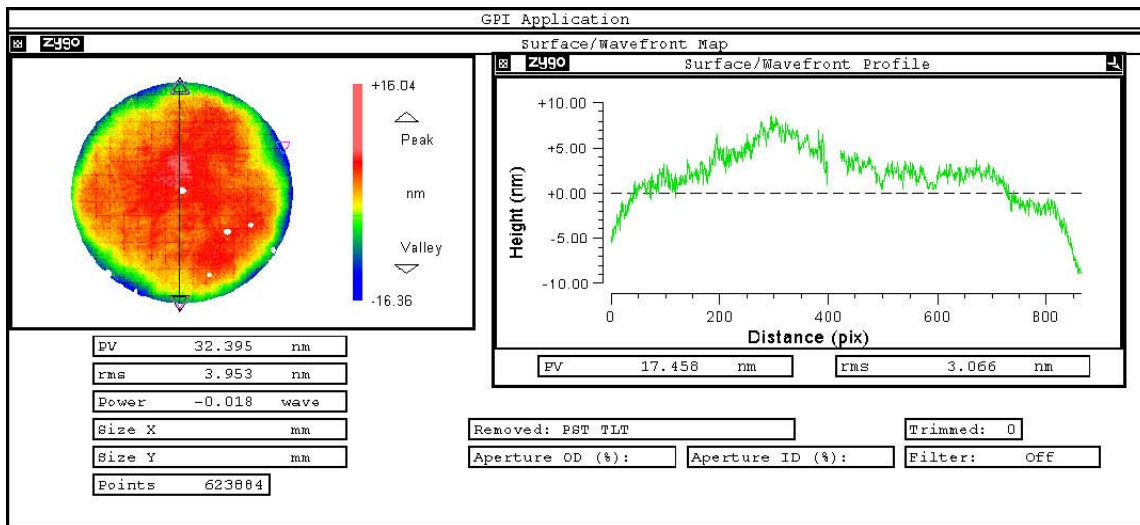 GPI Application
zygo Surface/Wavefront Map
+16.04
Peak
nm
Valley
-16.36
zygo Surface/Wavefront Profile
+10.00
+5.00
+0.00
-5.00
-10.00
Height (nm)
0 200 400 600 800
Distance (pix)
PV 17.458 nm
rms 3.066 nm
PV 32.395 nm
rms 3.953 nm
Power -0.018 wave
Size X mm
Size Y mm
Points 623884
Removed: PST TLT
Trimmed: 0
Aperture OD (%):
Aperture ID (%):
Filter: Off